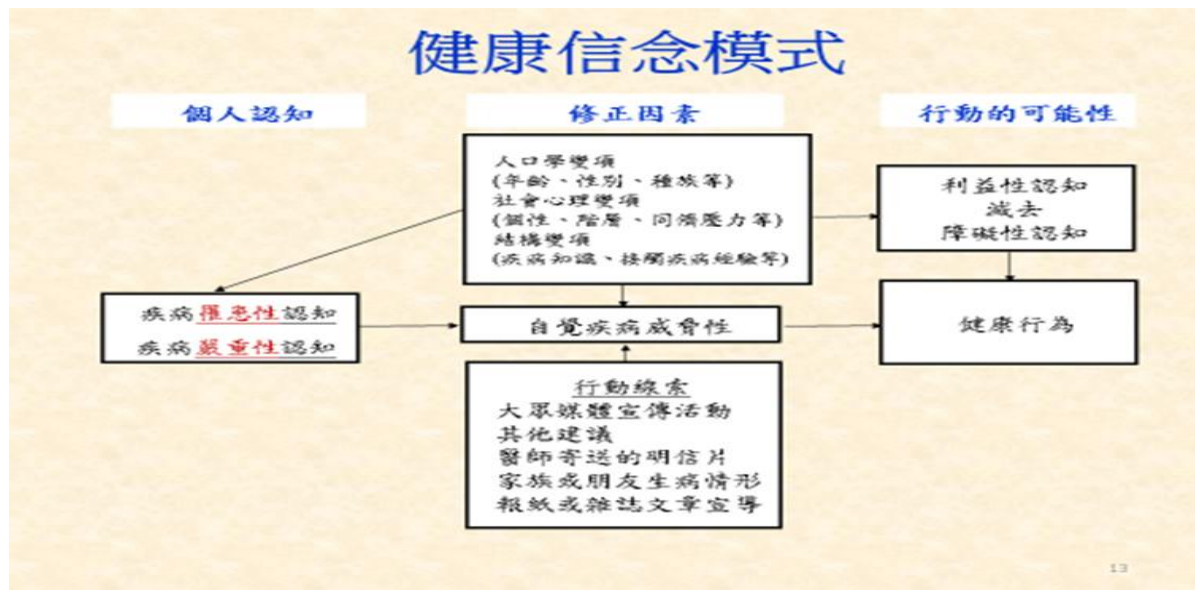 健康信念模式
個人認知
修正因素
行動的可能性
人口學變項
(年齡、性別、種族等)
社會心理變項
(個性、階層、同儕壓力等)
結構變項
(疾病知識、接觸疾病經驗等)
利益性認知
減去
障礙性認知
疾病罹患性認知
疾病嚴重性認知
自覺疾病威脅性
健康行為
行動線索
大眾媒體宣傳活動
其他建議
醫師寄送的明信片
家族或朋友生病情形
報紙或雜誌文章宣導
13